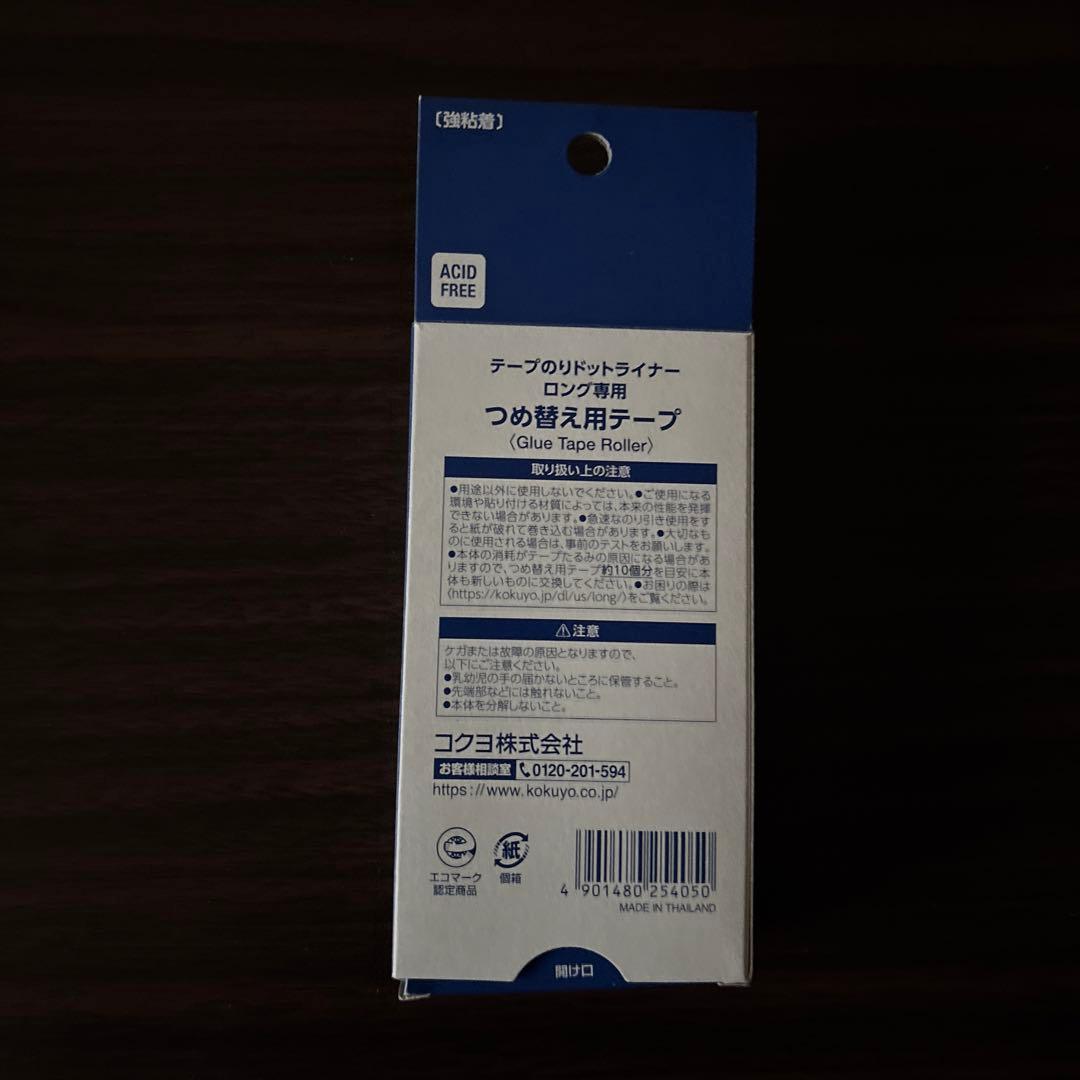 〔強粘着〕
ACID
FREE
テープのりドットライナー
ロング専用
つめ替え用テープ
〈Glue Tape Roller〉
取り扱い上の注意
●用途以外に使用しないでください。●ご使用になる
環境や貼り付ける材質によっては、本来の性能を発揮
できない場合があります。●急速なのり引き使用をす
ると紙が破れて巻き込む場合があります。●大切なも
のに使用される場合は、事前のテストをお願いします。
●本体の消耗がテープたるみの原因になる場合があ
りますので、つめ替え用テープ約10個分を目安に本
体も新しいものに交換してください。●お困りの際は
〈https://kokuyo.jp/dl/us/long/〉をご覧ください。
⚠注意
ケガまたは故障の原因となりますので、
以下にご注意ください。
●乳幼児の手の届かないところに保管すること。
●先端部などには触れないこと。
●本体を分解しないこと。
コクヨ株式会社
お客様相談室 0120-201-594
https://www.kokuyo.co.jp/
エコマーク
認定商品
紙
個箱
4 901480 254050
MADE IN THAILAND
開け口